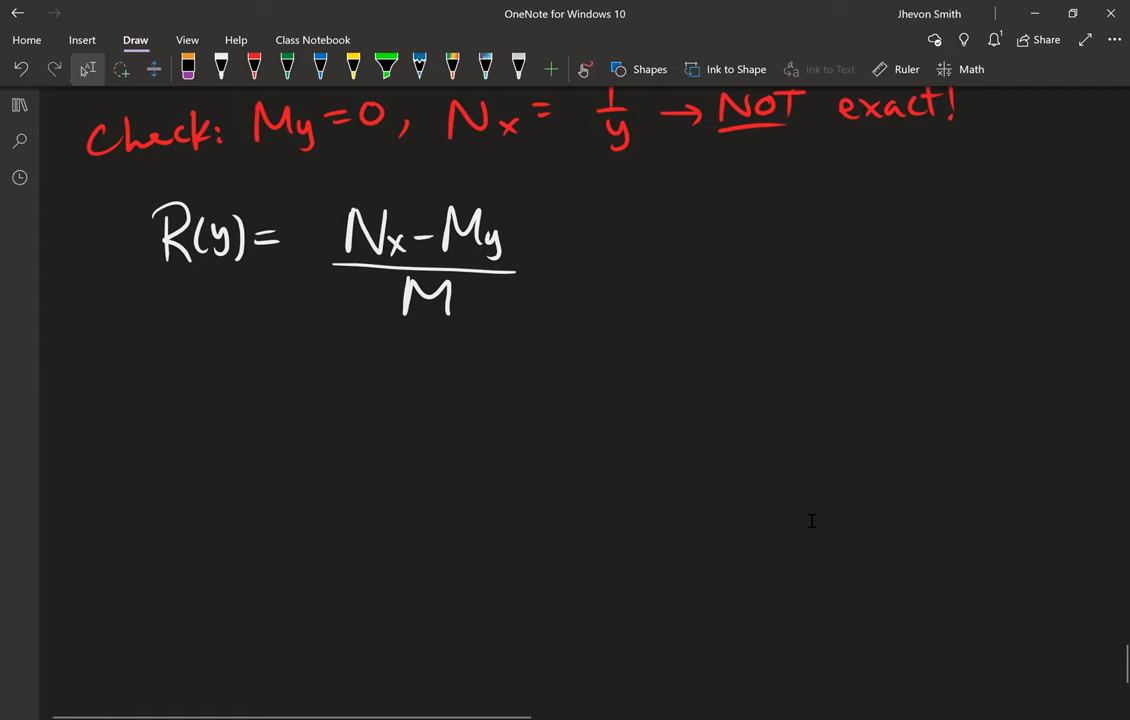 OneNote for Windows 10
Jhevon Smith
Home Insert Draw View Help Class Notebook
Share
Shapes Ink to Shape Ink to Text Ruler Math
Check: My = 0, Nx = 1/y → NOT exact!
R(y) = Nx - My / M